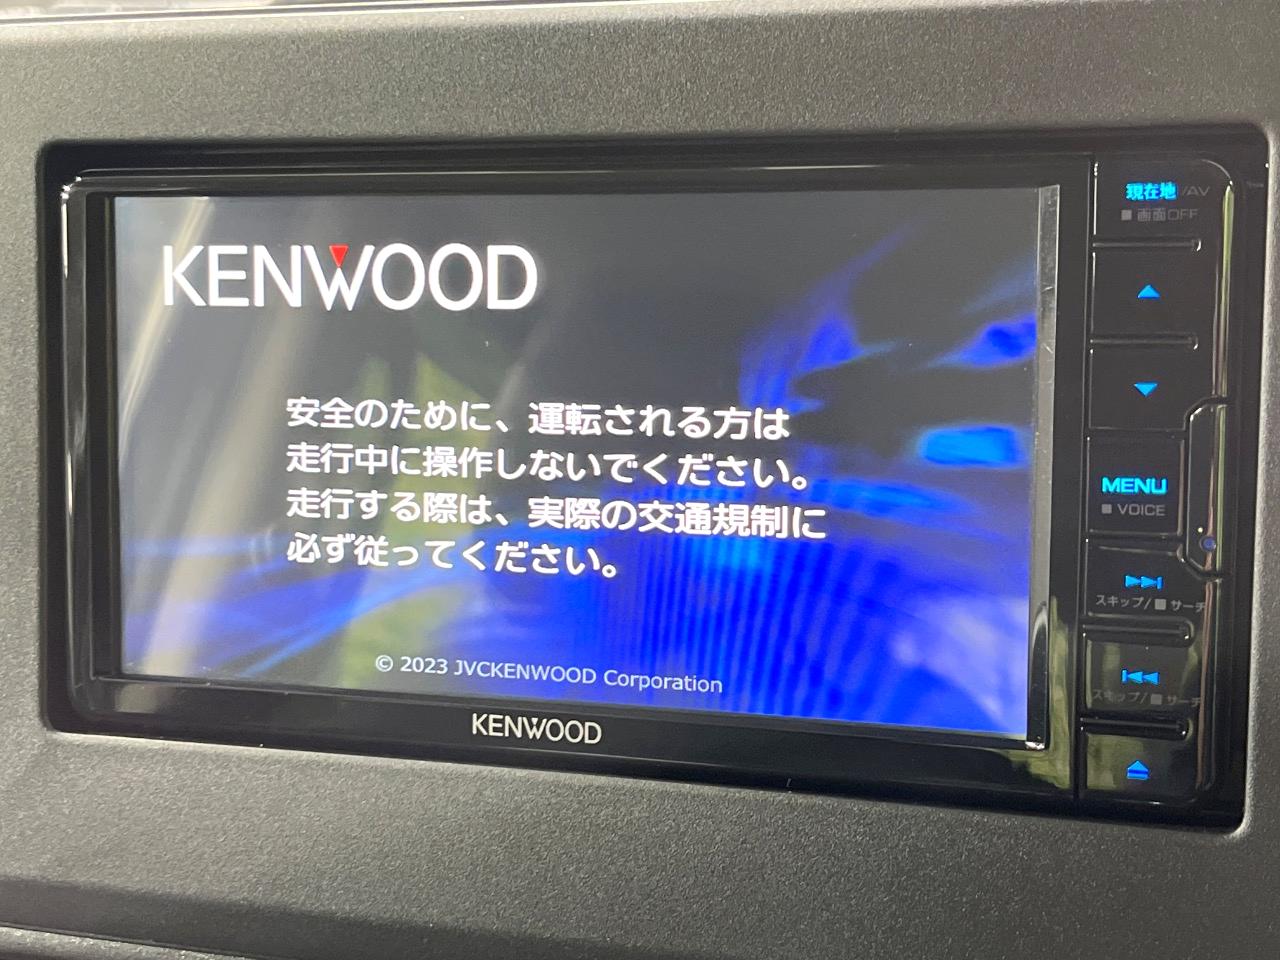 KENWOOD
安全のために、運転される方は
走行中に操作しないでください。
走行する際は、実際の交通規制に
必ず従ってください。
© 2023 JVCKENWOOD Corporation
KENWOOD
現在地/AV
■ 画面OFF
MENU
■ VOICE
スキップ/■ サーチ
スキップ/■ サーチ